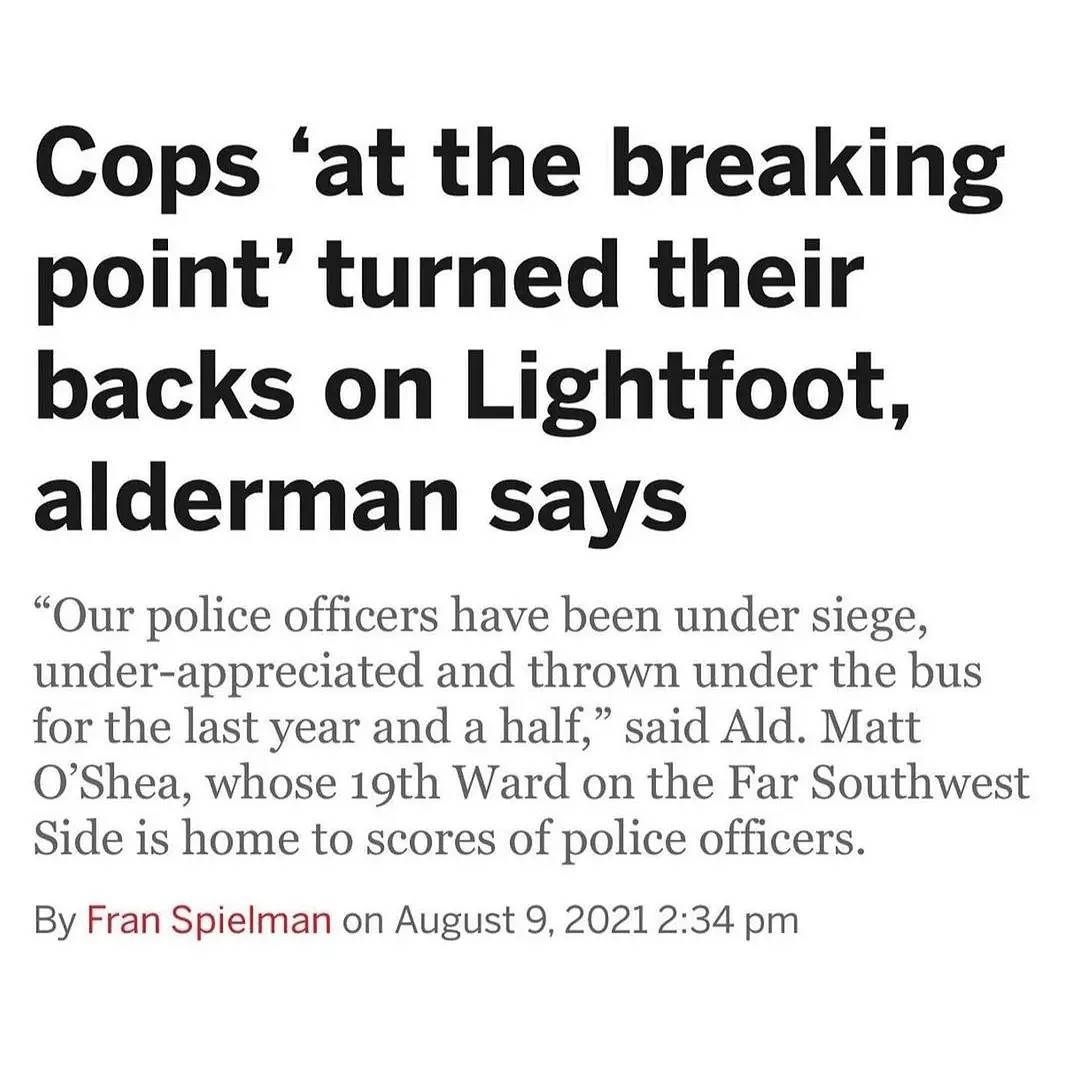 Cops ‘at the breaking
point’ turned their
backs on Lightfoot,
alderman says
“Our police officers have been under siege,
under-appreciated and thrown under the bus
for the last year and a half,” said Ald. Matt
O’Shea, whose 19th Ward on the Far Southwest
Side is home to scores of police officers.
By Fran Spielman on August 9, 2021 2:34 pm